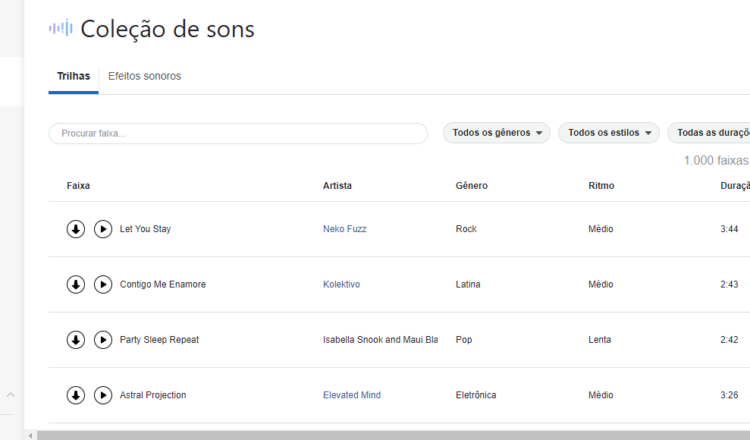 Coleção de sons
Trilhas Efeitos sonoros
Procurar faixa... Todos os gêneros Todos os estilos Todas as duraçõ
1.000 faixas
Faixa Artista Gênero Ritmo Duraçã
Let You Stay Neko Fuzz Rock Médio 3:44
Contigo Me Enamore Kolektivo Latina Médio 2:43
Party Sleep Repeat Isabella Snook and Maui Bla Pop Lenta 2:42
Astral Projection Elevated Mind Eletrônica Médio 3:26